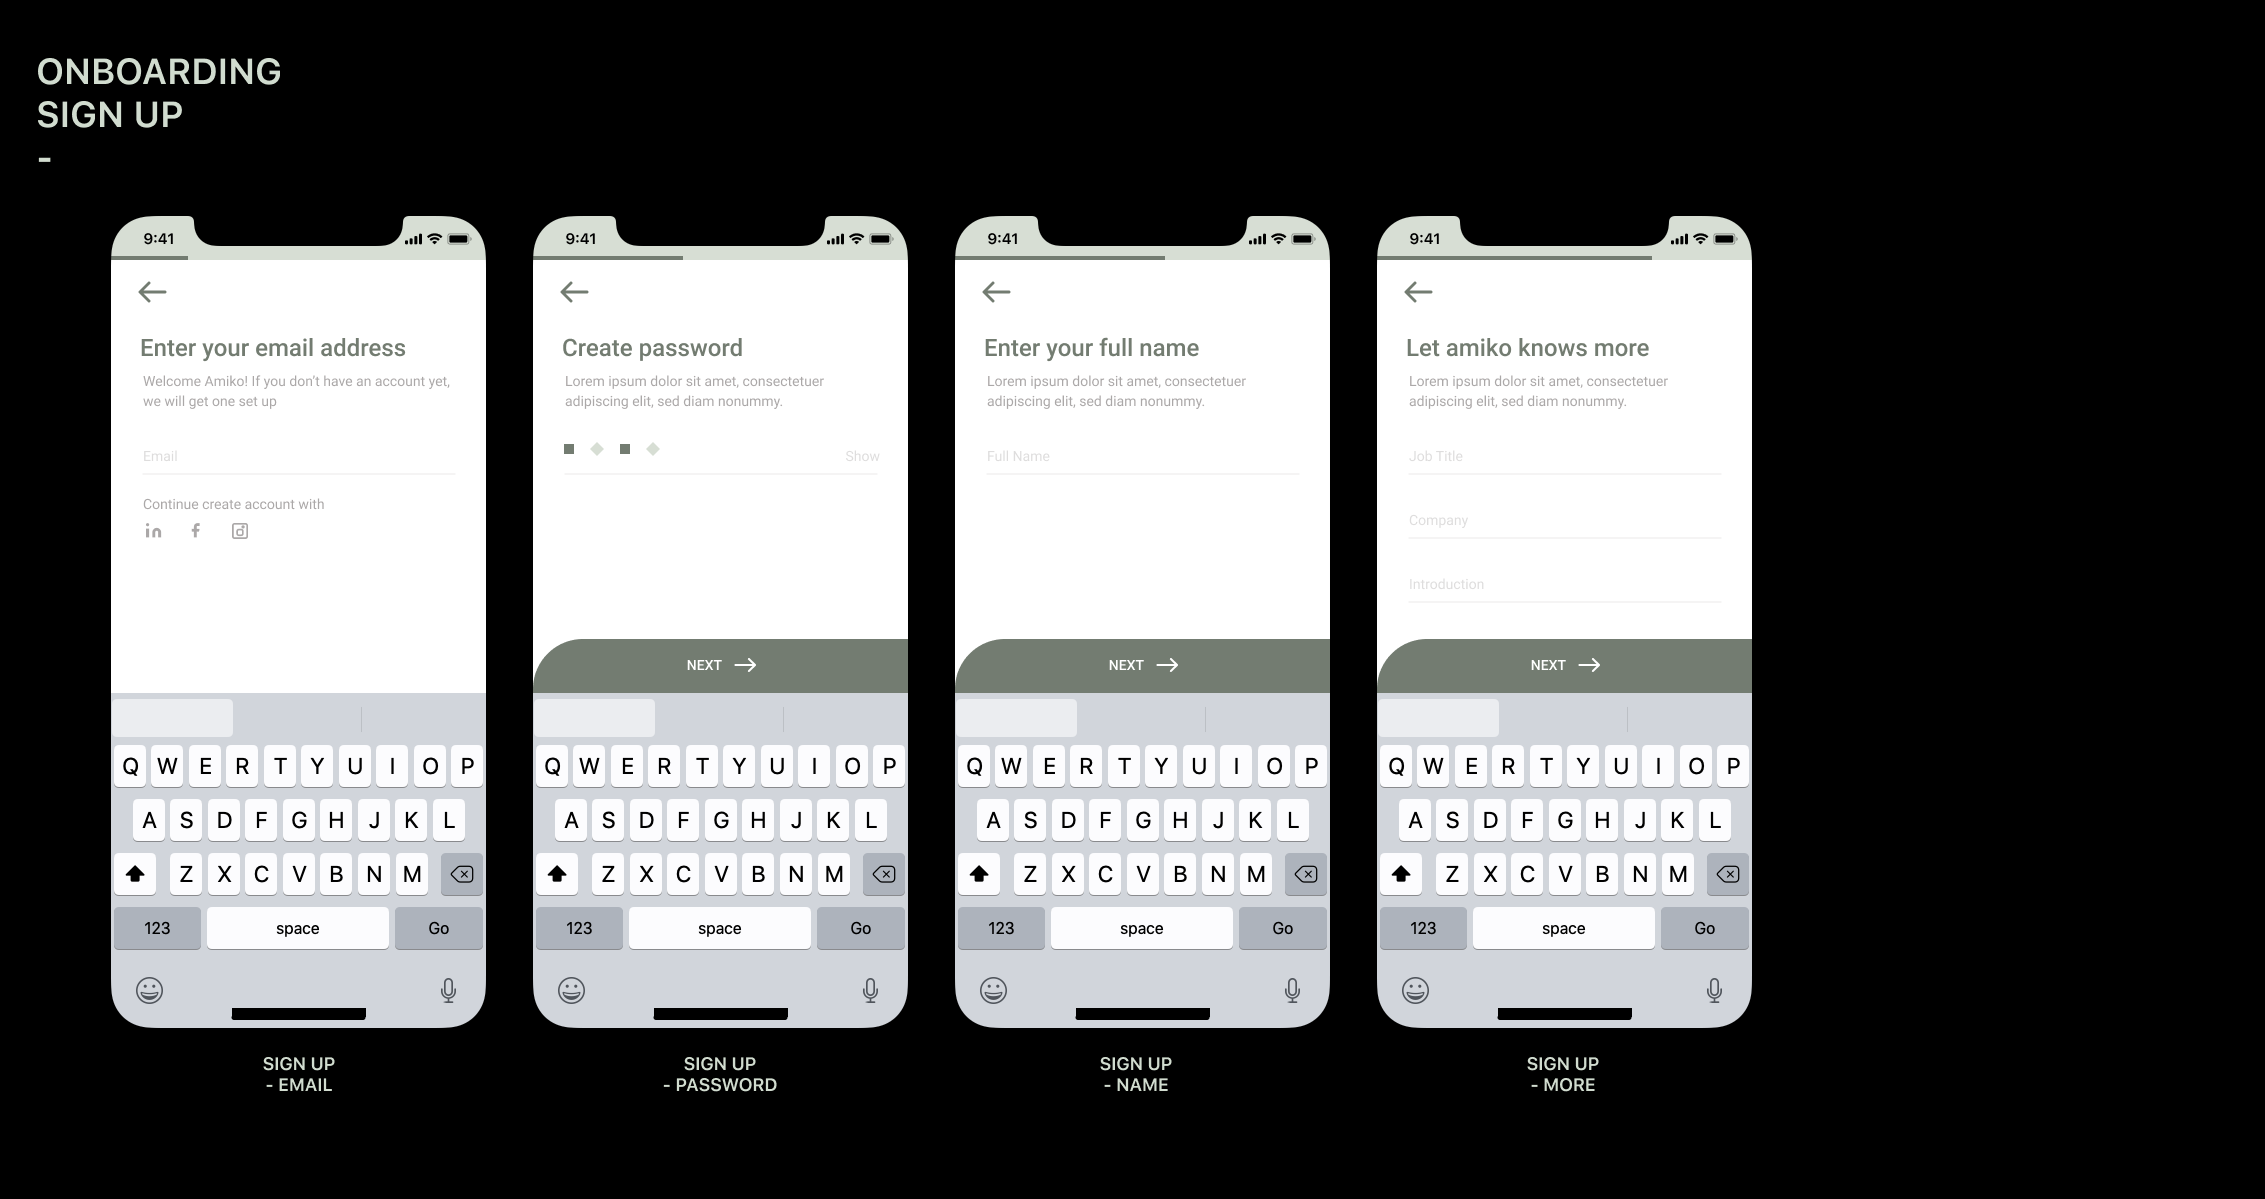 ONBOARDING
SIGN UP
-
9:41
Enter your email address
Welcome Amiko! If you don't have an account yet,
we will get one set up
Email
Continue create account with
in f
Q W E R T Y U I O P
A S D F G H J K L
Z X C V B N M
123 space Go
SIGN UP
- EMAIL
9:41
Create password
Lorem ipsum dolor sit amet, consectetuer
adipiscing elit, sed diam nonummy.
Show
NEXT
Q W E R T Y U I O P
A S D F G H J K L
Z X C V B N M
123 space Go
SIGN UP
- PASSWORD
9:41
Enter your full name
Lorem ipsum dolor sit amet, consectetuer
adipiscing elit, sed diam nonummy.
Full Name
NEXT
Q W E R T Y U I O P
A S D F G H J K L
Z X C V B N M
123 space Go
SIGN UP
- NAME
9:41
Let amiko knows more
Lorem ipsum dolor sit amet, consectetuer
adipiscing elit, sed diam nonummy.
Job Title
Company
Introduction
NEXT
Q W E R T Y U I O P
A S D F G H J K L
Z X C V B N M
123 space Go
SIGN UP
- MORE